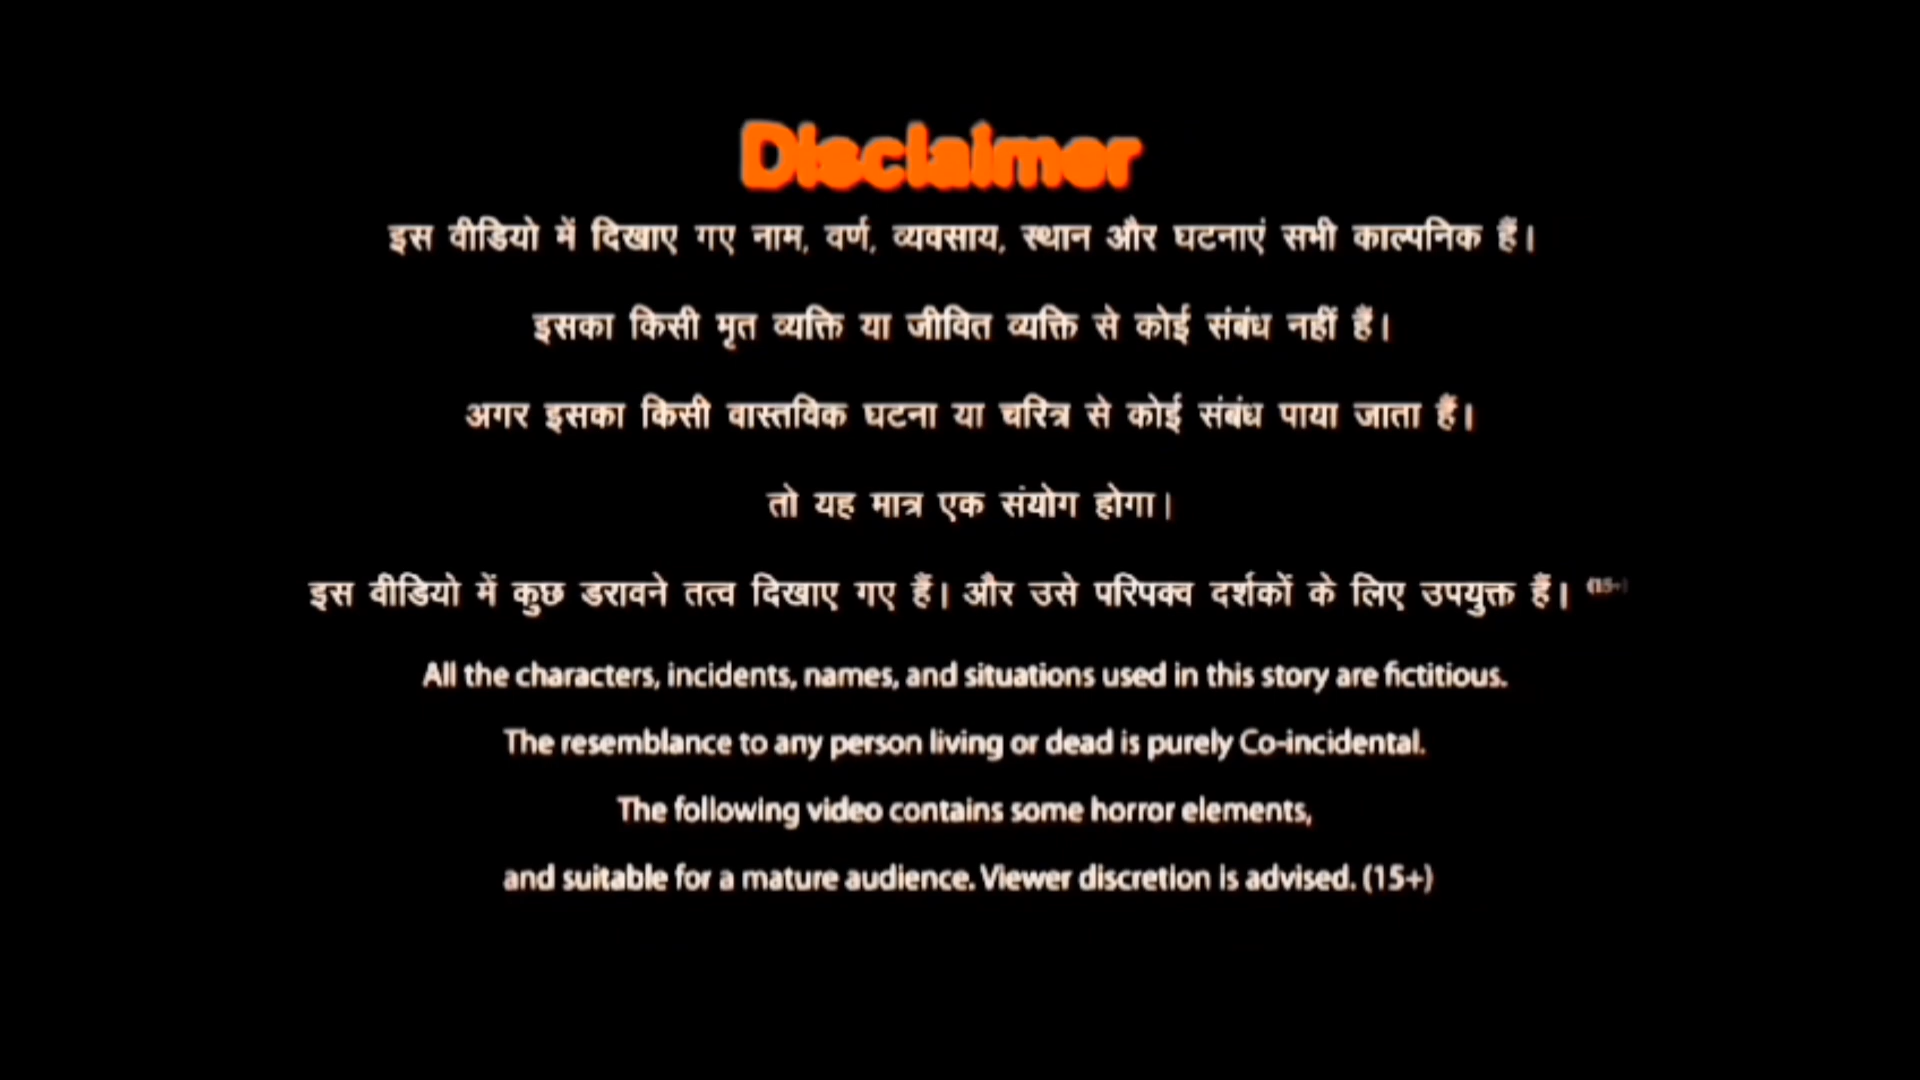 Disclaimer
इस वीडियो में दिखाए गए नाम, वर्ण, व्यवसाय, स्थान और घटनाएं सभी काल्पनिक हैं।
इसका किसी मृत व्यक्ति या जीवित व्यक्ति से कोई संबंध नहीं हैं।
अगर इसका किसी वास्तविक घटना या चरित्र से कोई संबंध पाया जाता हैं।
तो यह मात्र एक संयोग होगा।
इस वीडियो में कुछ डरावने तत्व दिखाए गए हैं। और उसे परिपक्व दर्शकों के लिए उपयुक्त हैं। (15+)
All the characters, incidents, names, and situations used in this story are fictitious.
The resemblance to any person living or dead is purely Co-incidental.
The following video contains some horror elements,
and suitable for a mature audience. Viewer discretion is advised. (15+)